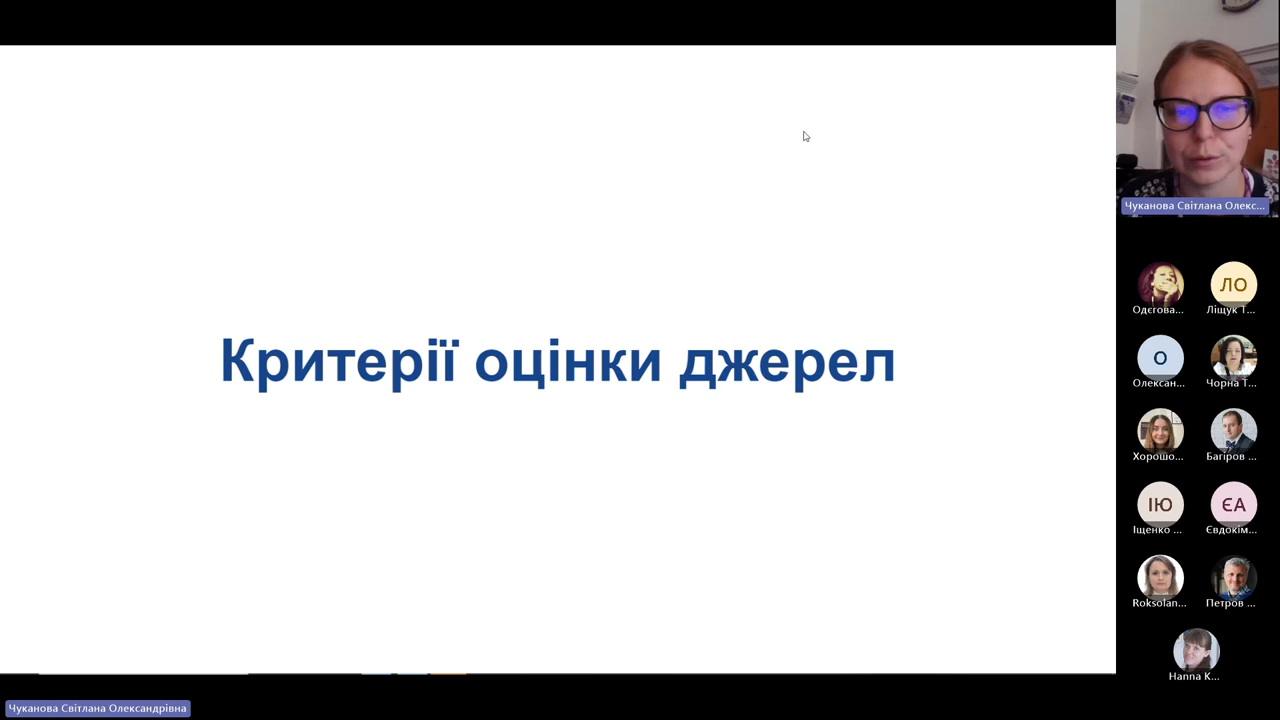 Критерії оцінки джерел
Чуканова Світлана Олекс...
Одєгова...
Ліщук Т...
ЛО
О
Олексан...
Чорна Т...
Хорошо...
Багіров ...
ІЮ
ЄА
Іщенко ...
Євдокім...
Roksolan...
Петров ...
Hanna K...
Чуканова Світлана Олександрівна